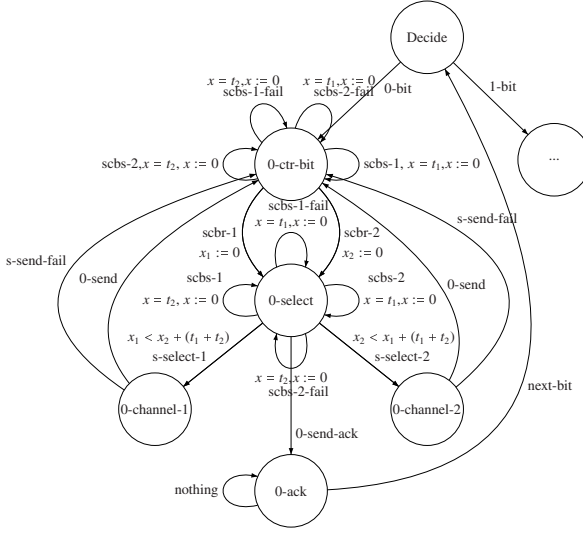 Decide
0-bit
1-bit
...
x = t₂,x := 0
scbs-1-fail
x = t₁,x := 0
scbs-2-fail
scbs-2,x = t₂, x := 0
0-ctr-bit
scbs-1, x = t₁,x := 0
s-send-fail
0-send
scbr-1
x₁ := 0
scbs-1-fail
x = t₁,x := 0
scbr-2
x₂ := 0
s-send-fail
0-send
scbs-1
x = t₂, x := 0
0-select
scbs-2
x = t₁,x := 0
x₁ < x₂ + (t₁ + t₂)
s-select-1
x₂ < x₁ + (t₁ + t₂)
s-select-2
x = t₂,x := 0
scbs-2-fail
0-channel-1
0-channel-2
next-bit
0-send-ack
nothing
0-ack